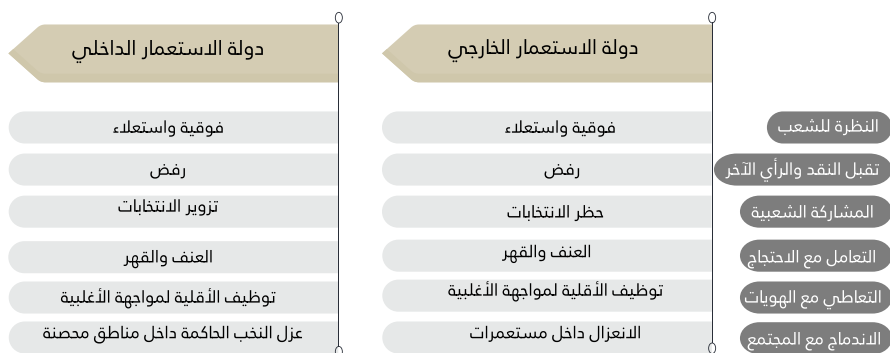 دولة الاستعمار الخارجي
دولة الاستعمار الداخلي
النظرة للشعب
فوقية واستعلاء
فوقية واستعلاء
تقبل النقد والرأي الآخر
رفض
رفض
المشاركة الشعبية
حظر الانتخابات
تزوير الانتخابات
التعامل مع الاحتجاج
العنف والقهر
العنف والقهر
التعاطي مع الهويات
توظيف الأقلية لمواجهة الأغلبية
توظيف الأقلية لمواجهة الأغلبية
الاندماج مع المجتمع
الانعزال داخل مستعمرات
عزل النخب الحاكمة داخل مناطق محصنة